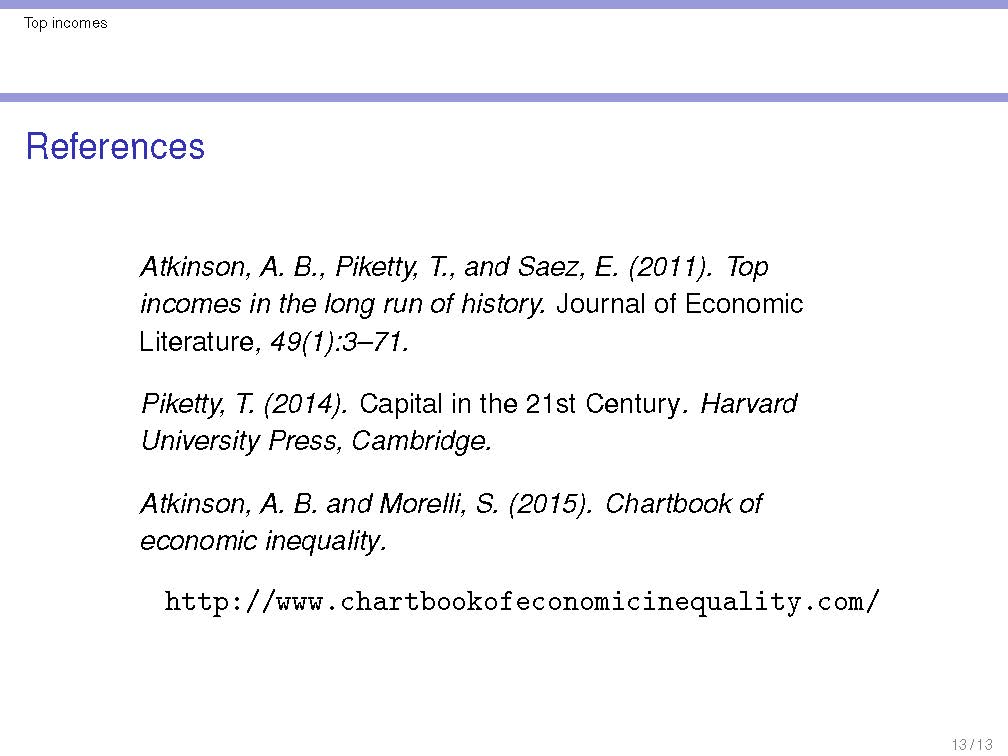 Top incomes
References
Atkinson, A. B., Piketty, T., and Saez, E. (2011). Top
incomes in the long run of history. Journal of Economic
Literature, 49(1):3–71.
Piketty, T. (2014). Capital in the 21st Century. Harvard
University Press, Cambridge.
Atkinson, A. B. and Morelli, S. (2015). Chartbook of
economic inequality.
http://www.chartbookofeconomicinequality.com/
13 / 13